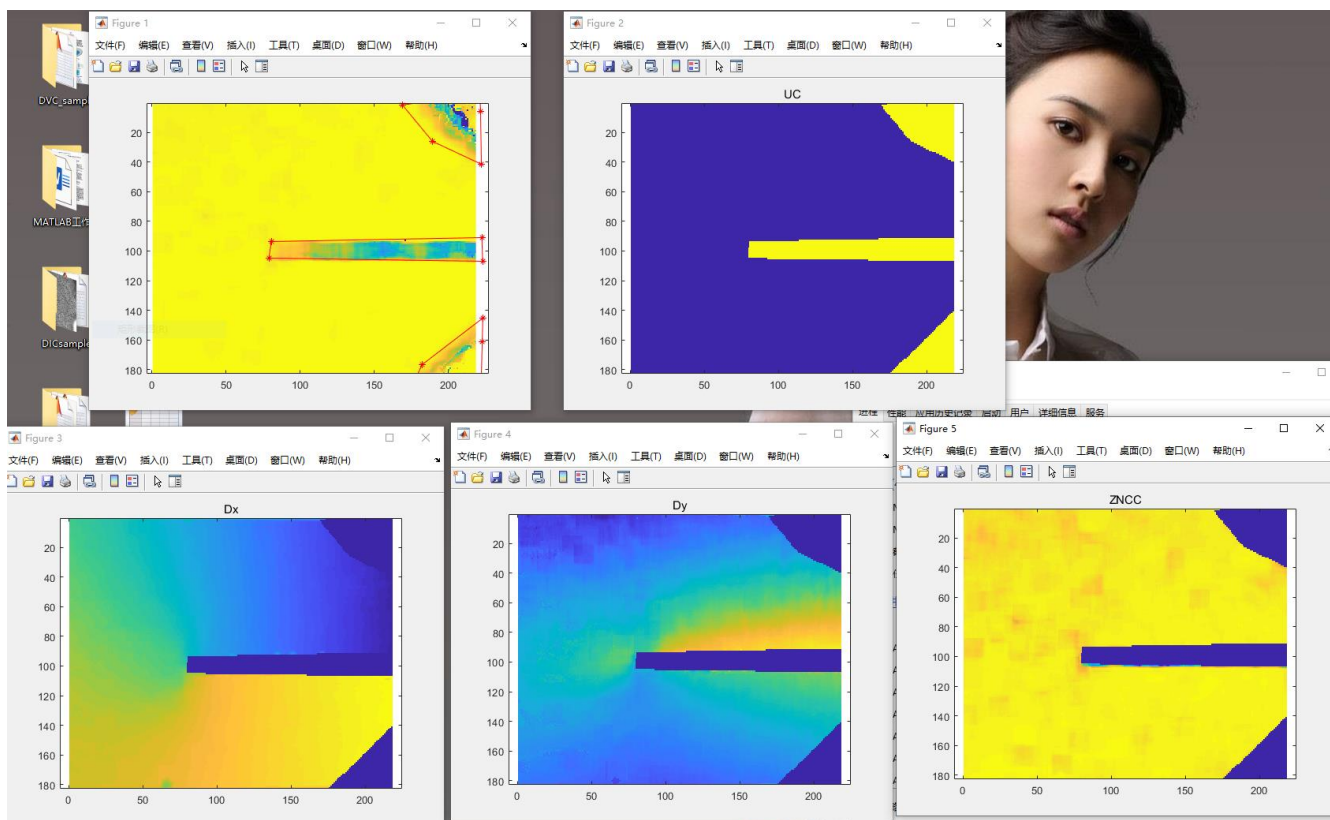 DVC_sampl
MATLAB工作
DICsample
Figure 1
文件(F) 编辑(E) 查看(V) 插入(I) 工具(T) 桌面(D) 窗口(W) 帮助(H)
20
40
60
80
100
120
140
160
180
0 50 100 150 200
Figure 2
文件(F) 编辑(E) 查看(V) 插入(I) 工具(T) 桌面(D) 窗口(W) 帮助(H)
UC
20
40
60
80
100
120
140
160
180
0 50 100 150 200
进程 性能 应用历史记录 启动 用户 详细信息 服务
Figure 3
文件(F) 编辑(E) 查看(V) 插入(I) 工具(T) 桌面(D) 窗口(W) 帮助(H)
Dx
20
40
60
80
100
120
140
160
180
0 50 100 150 200
Figure 4
文件(F) 编辑(E) 查看(V) 插入(I) 工具(T) 桌面(D) 窗口(W) 帮助(H)
Dy
20
40
60
80
100
120
140
160
180
0 50 100 150 200
Figure 5
文件(F) 编辑(E) 查看(V) 插入(I) 工具(T) 桌面(D) 窗口(W) 帮助(H)
ZNCC
20
40
60
80
100
120
140
160
180
0 50 100 150 200